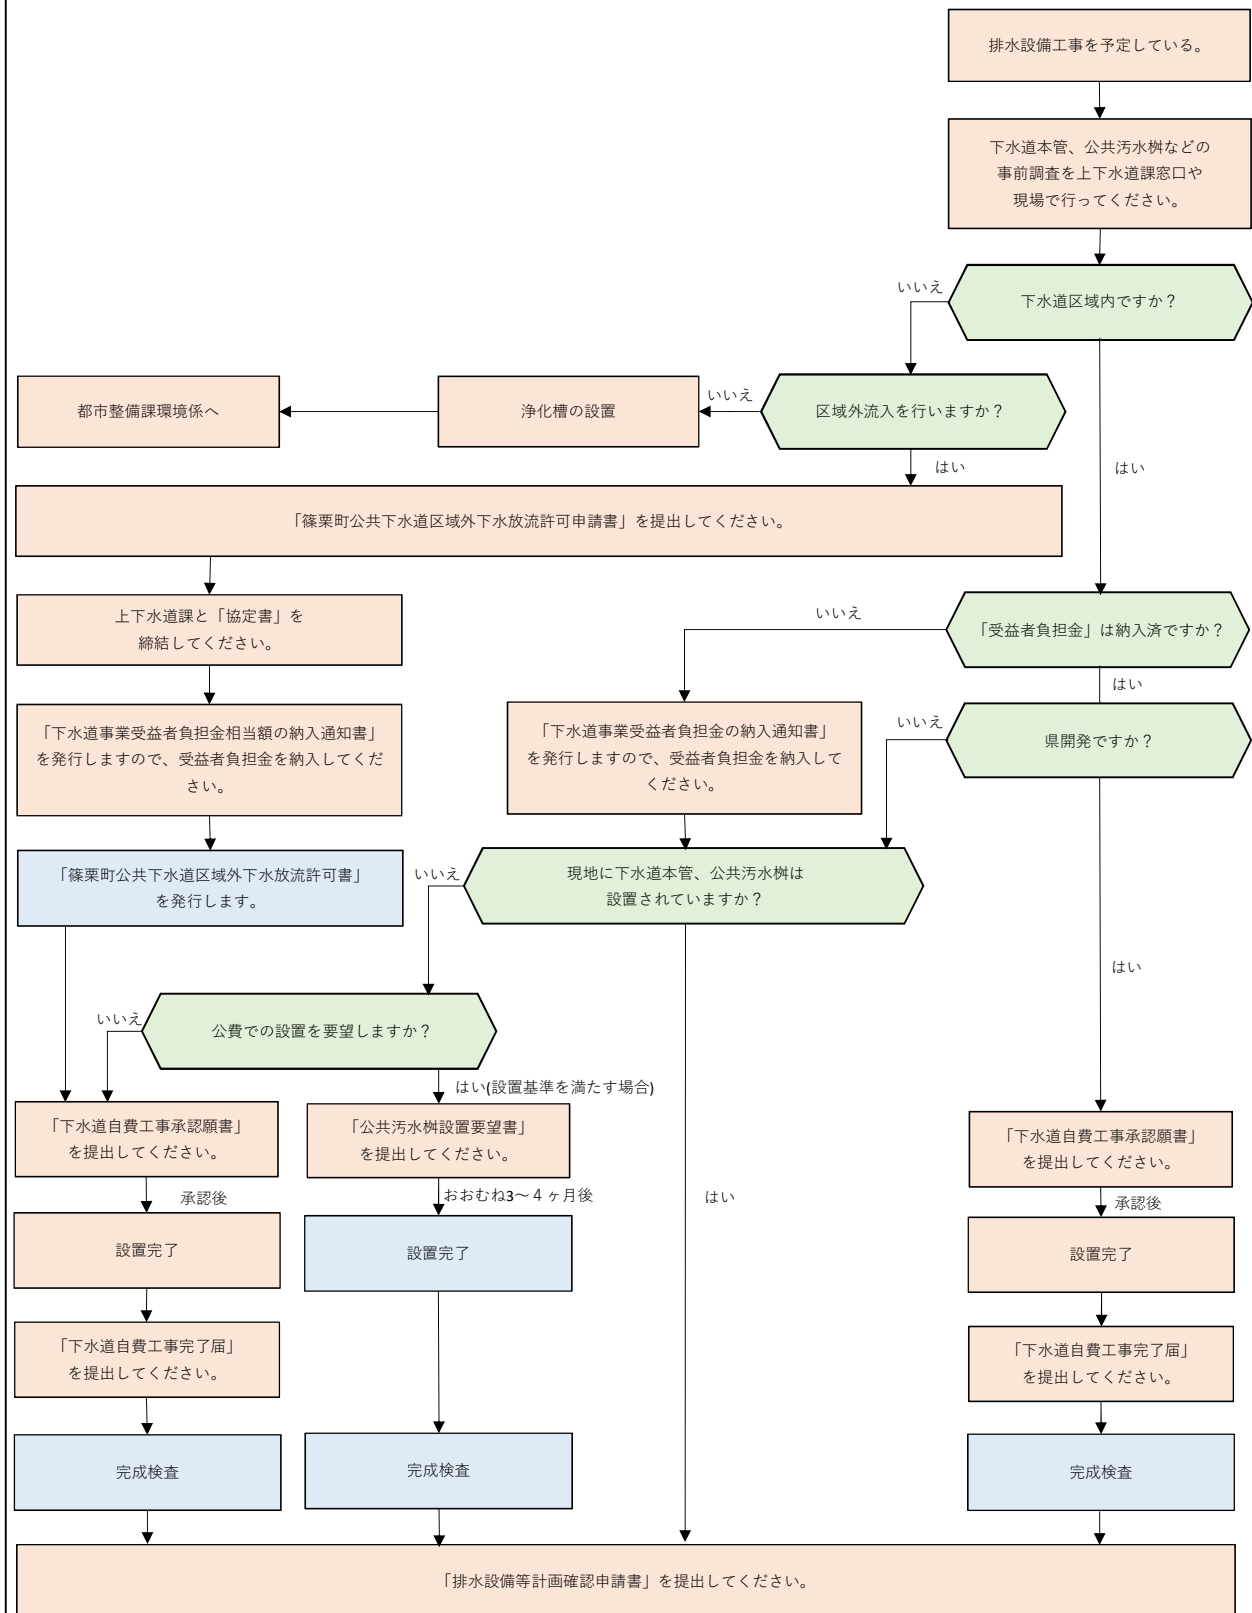 排水設備工事を予定している。
下水道本管、公共汚水桝などの
事前調査を上下水道課窓口や
現場で行ってください。
下水道区域内ですか？
いいえ
区域外流入を行いますか？
いいえ
浄化槽の設置
都市整備課環境係へ
はい
はい
「篠栗町公共下水道区域外下水放流許可申請書」を提出してください。
上下水道課と「協定書」を
締結してください。
いいえ
「受益者負担金」は納入済ですか？
はい
「下水道事業受益者負担金相当額の納入通知書」
を発行しますので、受益者負担金を納入してくだ
さい。
「下水道事業受益者負担金の納入通知書」
を発行しますので、受益者負担金を納入して
ください。
いいえ
県開発ですか？
「篠栗町公共下水道区域外下水放流許可書」
を発行します。
いいえ
現地に下水道本管、公共汚水桝は
設置されていますか？
はい
いいえ
公費での設置を要望しますか？
はい(設置基準を満たす場合)
「下水道自費工事承認願書」
を提出してください。
「公共汚水桝設置要望書」
を提出してください。
「下水道自費工事承認願書」
を提出してください。
承認後
おおむね3～４ヶ月後
はい
承認後
設置完了
設置完了
設置完了
「下水道自費工事完了届」
を提出してください。
「下水道自費工事完了届」
を提出してください。
完成検査
完成検査
完成検査
「排水設備等計画確認申請書」を提出してください。